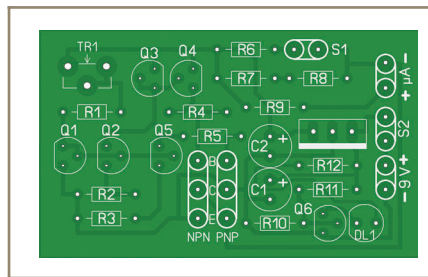 TR1
Q3 Q4
R6 S1
R7 R8
µA
+ −
R1
R4
R9
Q1 Q2
Q5
R5
C2 +
S2
B
R12
C
C1 +
R11
− 9 V +
R2
R3
E
R10
Q6
DL1
NPN PNP